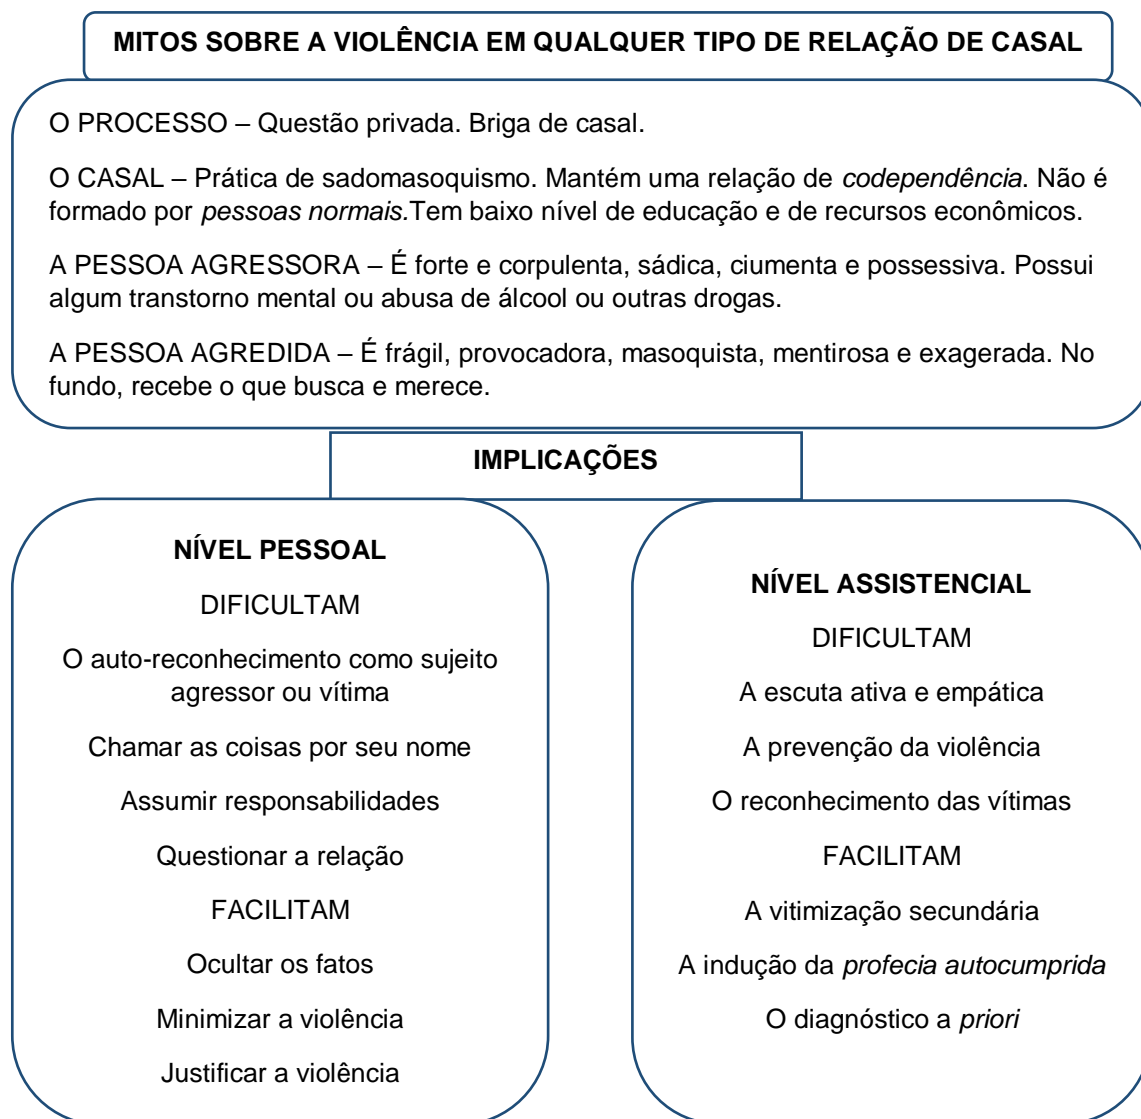 MITOS SOBRE A VIOLÊNCIA EM QUALQUER TIPO DE RELAÇÃO DE CASAL
O PROCESSO – Questão privada. Briga de casal.
O CASAL – Prática de sadomasoquismo. Mantém uma relação de codependência. Não é
formado por pessoas normais.Tem baixo nível de educação e de recursos econômicos.
A PESSOA AGRESSORA – É forte e corpulenta, sádica, ciumenta e possessiva. Possui
algum transtorno mental ou abusa de álcool ou outras drogas.
A PESSOA AGREDIDA – É frágil, provocadora, masoquista, mentirosa e exagerada. No
fundo, recebe o que busca e merece.
IMPLICAÇÕES
NÍVEL PESSOAL
DIFICULTAM
O auto-reconhecimento como sujeito
agressor ou vítima
Chamar as coisas por seu nome
Assumir responsabilidades
Questionar a relação
FACILITAM
Ocultar os fatos
Minimizar a violência
Justificar a violência
NÍVEL ASSISTENCIAL
DIFICULTAM
A escuta ativa e empática
A prevenção da violência
O reconhecimento das vítimas
FACILITAM
A vitimização secundária
A indução da profecia autocumprida
O diagnóstico a priori